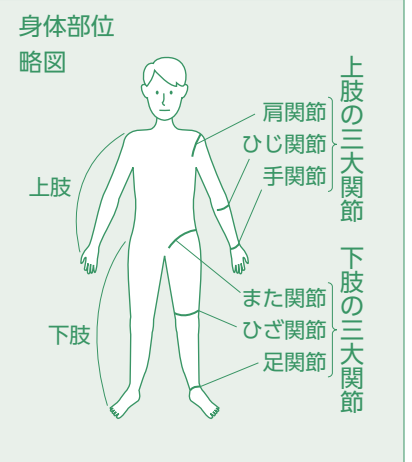 身体部位
略図
上肢の三大関節
肩関節
ひじ関節
手関節
上肢
下肢の三大関節
また関節
ひざ関節
足関節
下肢